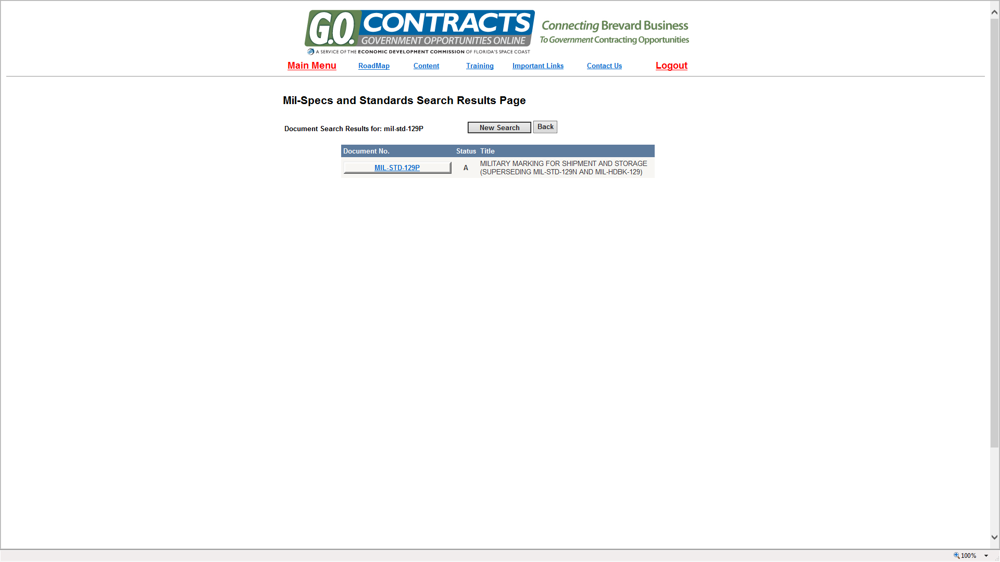 G.O. CONTRACTS
GOVERNMENT OPPORTUNITIES ONLINE
A SERVICE OF THE ECONOMIC DEVELOPMENT COMMISSION OF FLORIDA'S SPACE COAST
Connecting Brevard Business
To Government Contracting Opportunities
Main Menu RoadMap Content Training Important Links Contact Us Logout
Mil-Specs and Standards Search Results Page
Document Search Results for: mil-std-129P New Search Back
Document No. Status Title
MIL-STD-129P A MILITARY MARKING FOR SHIPMENT AND STORAGE
(SUPERSEDING MIL-STD-129N AND MIL-HDBK-129)
100%